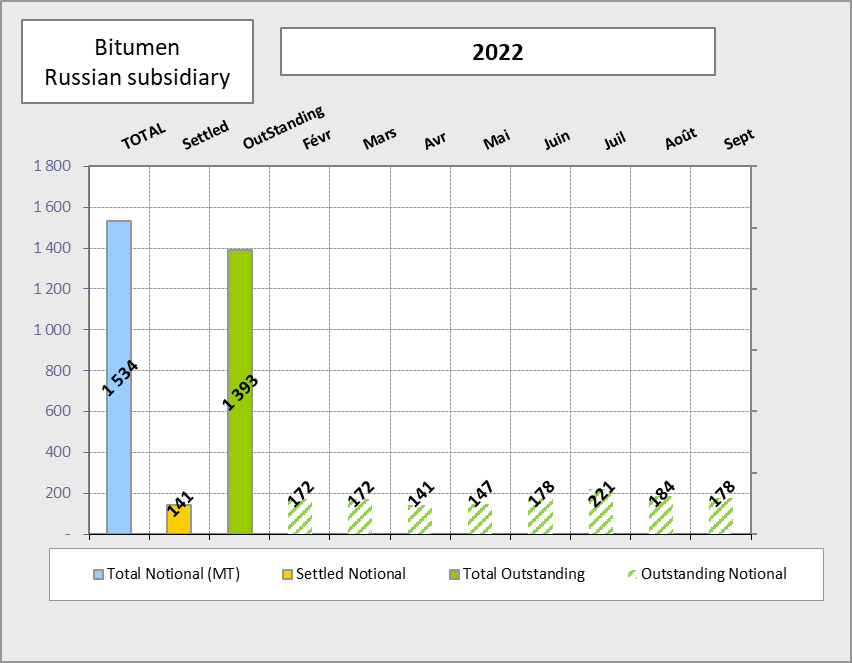 Bitumen
Russian subsidiary
2022
TOTAL
Settled
OutStanding
Févr
Mars
Avr
Mai
Juin
Juil
Août
Sept
1 800
1 600
1 400
1 200
1 000
800
600
400
200
-
1 534
141
1 393
172
172
141
147
178
221
184
178
Total Notional (MT)
Settled Notional
Total Outstanding
Outstanding Notional